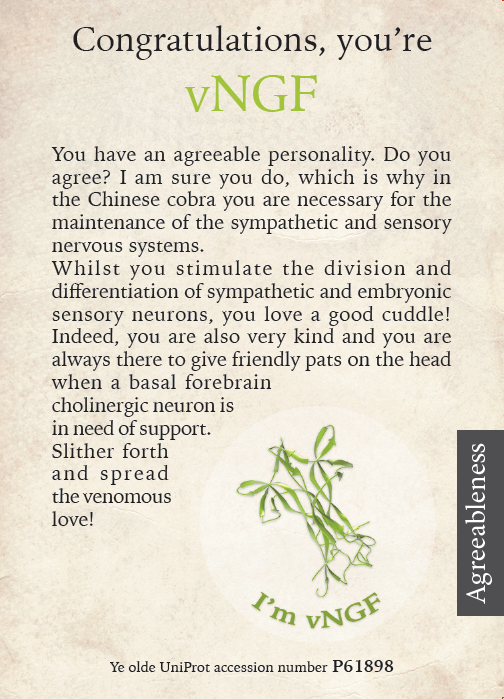 Congratulations, you’re
vNGF
You have an agreeable personality. Do you
agree? I am sure you do, which is why in
the Chinese cobra you are necessary for the
maintenance of the sympathetic and sensory
nervous systems.
Whilst you stimulate the division and
differentiation of sympathetic and embryonic
sensory neurons, you love a good cuddle!
Indeed, you are also very kind and you are
always there to give friendly pats on the head
when a basal forebrain
cholinergic neuron is
in need of support.
Slither forth
and spread
the venomous
love!
Agreeableness
I’m vNGF
Ye olde UniProt accession number P61898